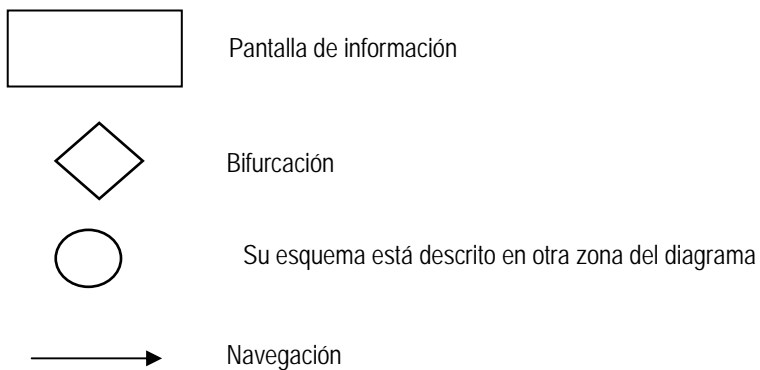 Pantalla de información
Bifurcación
Su esquema está descrito en otra zona del diagrama
Navegación